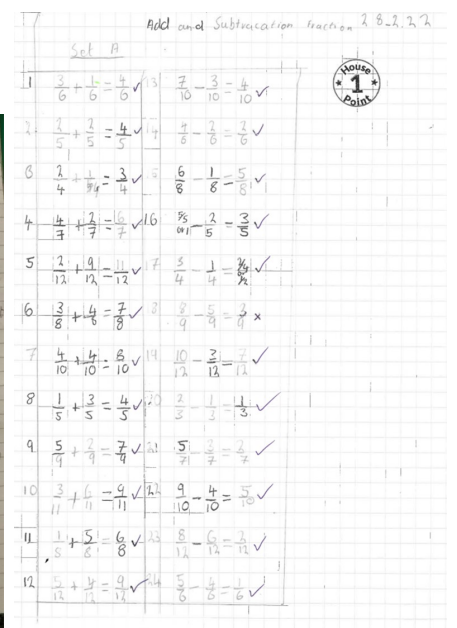 Add and Subtracation fraction 28.2.22
Set A
House
1
Point
1 3/6 + 1/6 = 4/6 ✓ 13 7/10 - 3/10 = 4/10 ✓
2 2/5 + 2/5 = 4/5 ✓ 14 4/6 - 2/6 = 2/6 ✓
3 2/4 + 1/4 = 3/4 ✓ 15 6/8 - 1/8 = 5/8 ✓
4 4/7 + 2/7 = 6/7 ✓ 16 5/5 or 1 - 2/5 = 3/5 ✓
5 2/12 + 9/12 = 11/12 ✓ 17 3/4 - 1/4 = 2/4 ✓
6 3/8 + 4/8 = 7/8 ✓ 18 8/9 - 5/9 = 3/9 ×
7 4/10 + 4/10 = 8/10 ✓ 19 10/12 - 3/12 = 7/12 ✓
8 1/5 + 3/5 = 4/5 ✓ 20 2/3 - 1/3 = 1/3 ✓
9 5/9 + 2/9 = 7/9 ✓ 21 5/7 - 3/7 = 2/7 ✓
10 3/11 + 6/11 = 9/11 ✓ 22 9/10 - 4/10 = 5/10 ✓
11 1/8 + 5/8 = 6/8 ✓ 23 8/12 - 6/12 = 2/12 ✓
12 5/12 + 4/12 = 9/12 ✓ 24 5/6 - 4/6 = 1/6 ✓